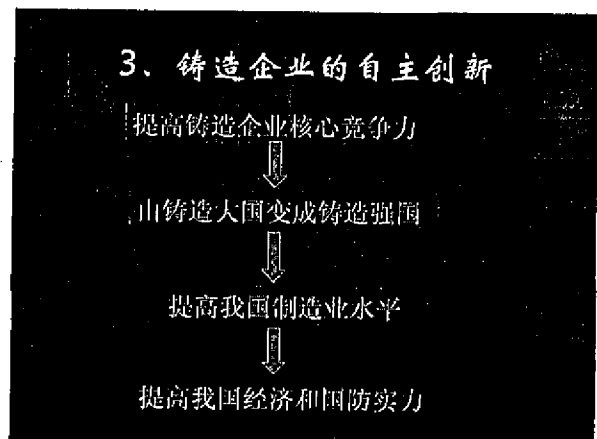 3、铸造企业的自主创新
提高铸造企业核心竞争力
由铸造大国变成铸造强国
提高我国制造业水平
提高我国经济和国防实力